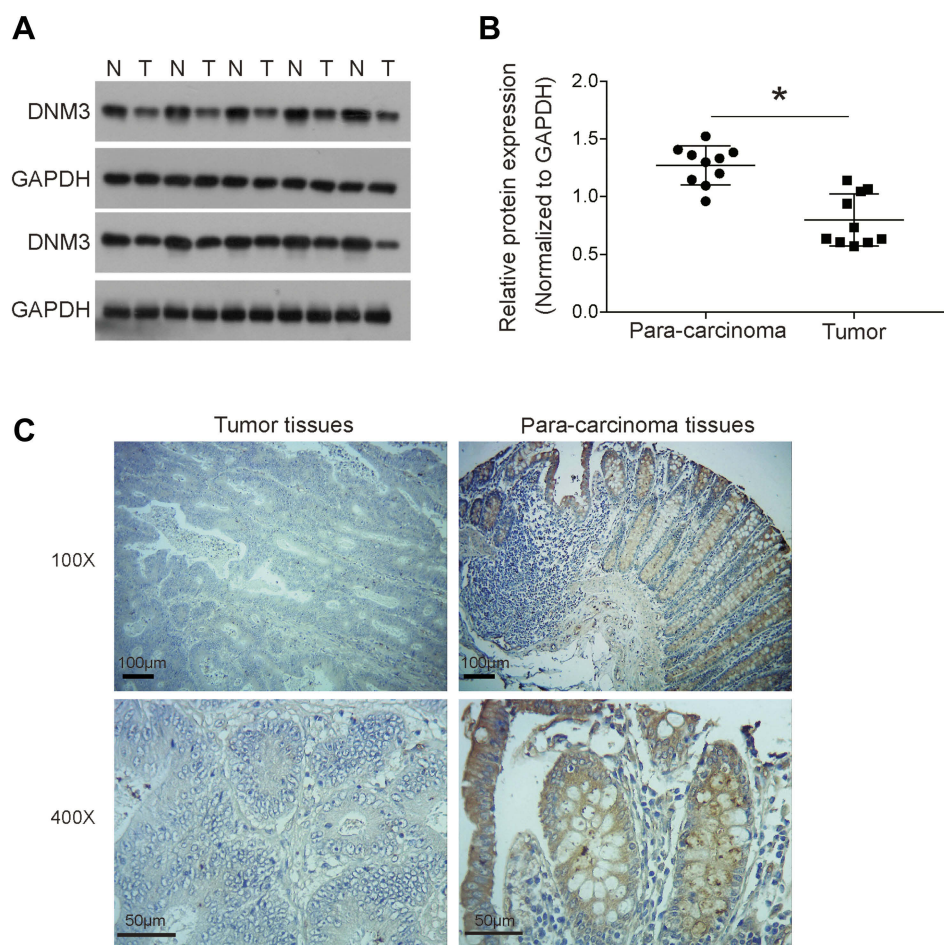 A
N T N T N T N T N T
DNM3
GAPDH
DNM3
GAPDH
B
Relative protein expression
(Normalized to GAPDH)
2.0
1.5
1.0
0.5
0.0
*
Para-carcinoma
Tumor
C
Tumor tissues
Para-carcinoma tissues
100X
100μm
100μm
400X
50μm
50μm